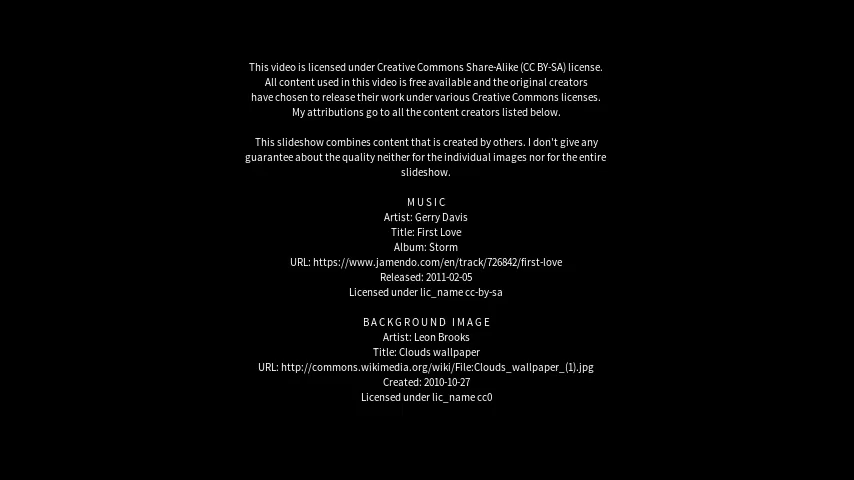 This video is licensed under Creative Commons Share-Alike (CC BY-SA) license.
All content used in this video is free available and the original creators
have chosen to release their work under various Creative Commons licenses.
My attributions go to all the content creators listed below.
This slideshow combines content that is created by others. I don't give any
guarantee about the quality neither for the individual images nor for the entire
slideshow.
MUSIC
Artist: Gerry Davis
Title: First Love
Album: Storm
URL: https://www.jamendo.com/en/track/726842/first-love
Released: 2011-02-05
Licensed under lic_name cc-by-sa
BACKGROUND IMAGE
Artist: Leon Brooks
Title: Clouds wallpaper
URL: http://commons.wikimedia.org/wiki/File:Clouds_wallpaper_(1).jpg
Created: 2010-10-27
Licensed under lic_name cc0